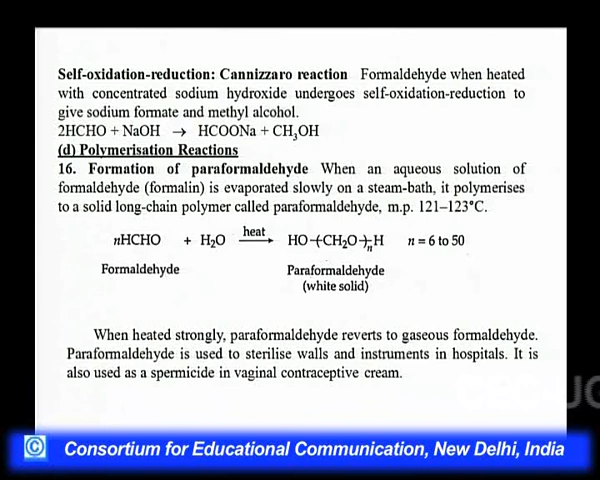 Self-oxidation-reduction: Cannizzaro reaction Formaldehyde when heated
with concentrated sodium hydroxide undergoes self-oxidation-reduction to
give sodium formate and methyl alcohol.
2HCHO + NaOH → HCOONa + CH₃OH
(d) Polymerisation Reactions
16. Formation of paraformaldehyde When an aqueous solution of
formaldehyde (formalin) is evaporated slowly on a steam-bath, it polymerises
to a solid long-chain polymer called paraformaldehyde, m.p. 121–123°C.
heat
nHCHO + H₂O → HO-(CH₂O-)ₙH n = 6 to 50
Formaldehyde Paraformaldehyde
(white solid)
When heated strongly, paraformaldehyde reverts to gaseous formaldehyde.
Paraformaldehyde is used to sterilise walls and instruments in hospitals. It is
also used as a spermicide in vaginal contraceptive cream.
© Consortium for Educational Communication, New Delhi, India